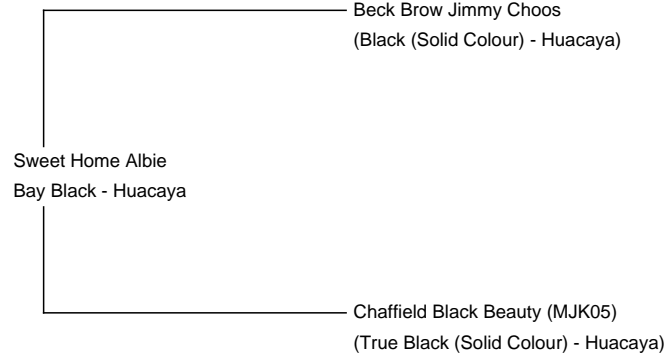 Beck Brow Jimmy Choos
(Black (Solid Colour) - Huacaya)
Sweet Home Albie
Bay Black - Huacaya
Chaffield Black Beauty (MJK05)
(True Black (Solid Colour) - Huacaya)